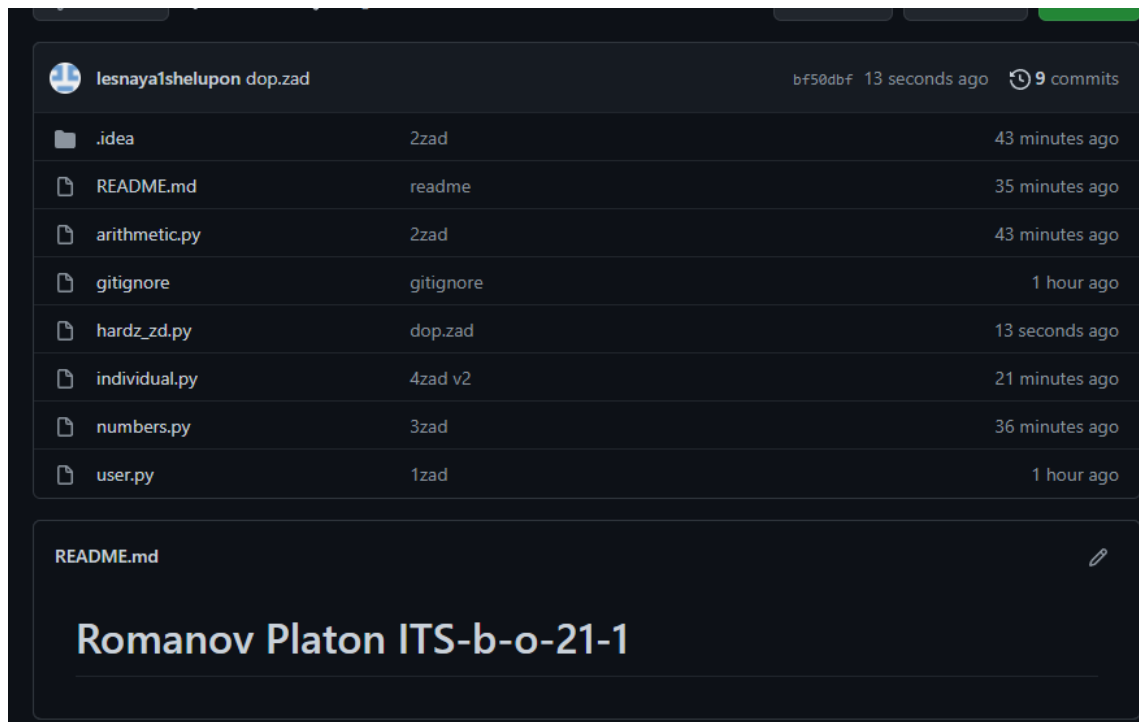 lesnaya1shelupon dop.zad bf50dbf 13 seconds ago 9 commits
.idea 2zad 43 minutes ago
README.md readme 35 minutes ago
arithmetic.py 2zad 43 minutes ago
gitignore gitignore 1 hour ago
hardz_zd.py dop.zad 13 seconds ago
individual.py 4zad v2 21 minutes ago
numbers.py 3zad 36 minutes ago
user.py 1zad 1 hour ago
README.md
Romanov Platon ITS-b-o-21-1